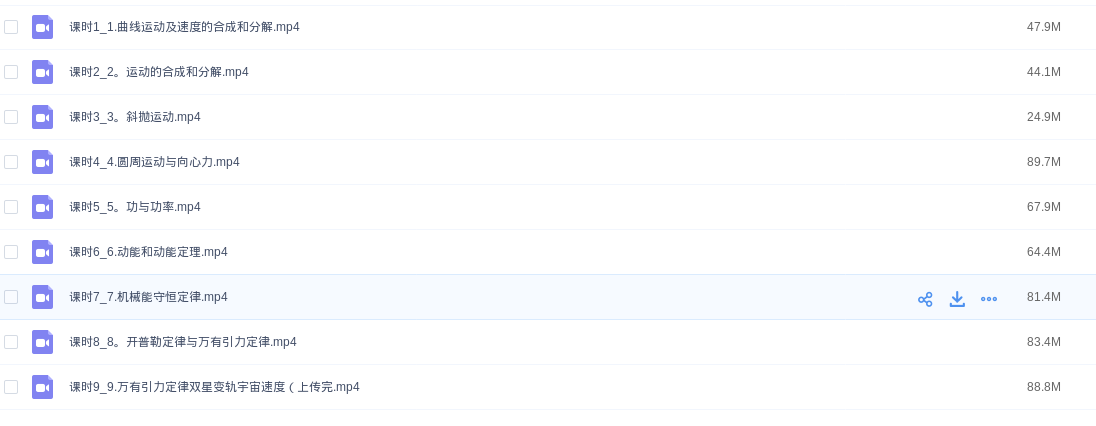 课时1_1.曲线运动及速度的合成和分解.mp4 47.9M
课时2_2。运动的合成和分解.mp4 44.1M
课时3_3。斜抛运动.mp4 24.9M
课时4_4.圆周运动与向心力.mp4 89.7M
课时5_5。功与功率.mp4 67.9M
课时6_6.动能和动能定理.mp4 64.4M
课时7_7.机械能守恒定律.mp4 81.4M
课时8_8。开普勒定律与万有引力定律.mp4 83.4M
课时9_9.万有引力定律双星变轨宇宙速度（上传完.mp4 88.8M